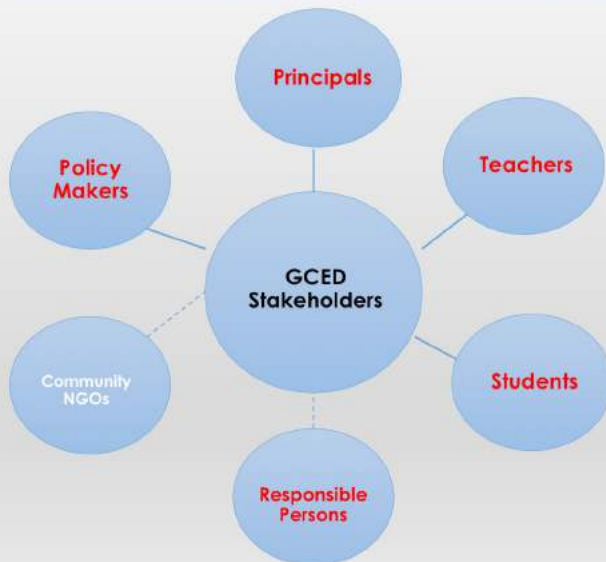 Principals
Policy
Makers
Teachers
GCED
Stakeholders
Community
NGOs
Students
Responsible
Persons